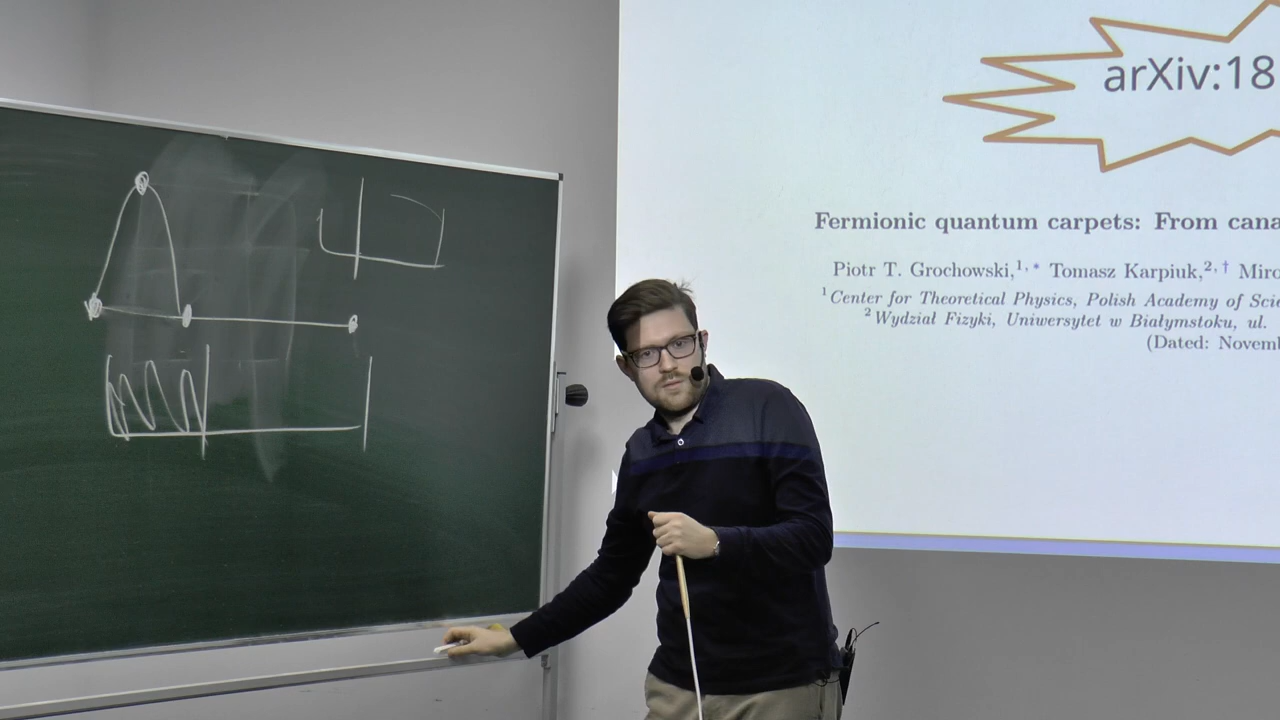 arXiv:18
Fermionic quantum carpets: From cana
Piotr T. Grochowski,1, * Tomasz Karpiuk,2, † Miro
1Center for Theoretical Physics, Polish Academy of Scie
2Wydział Fizyki, Uniwersytet w Białymstoku, ul.
(Dated: Novemb